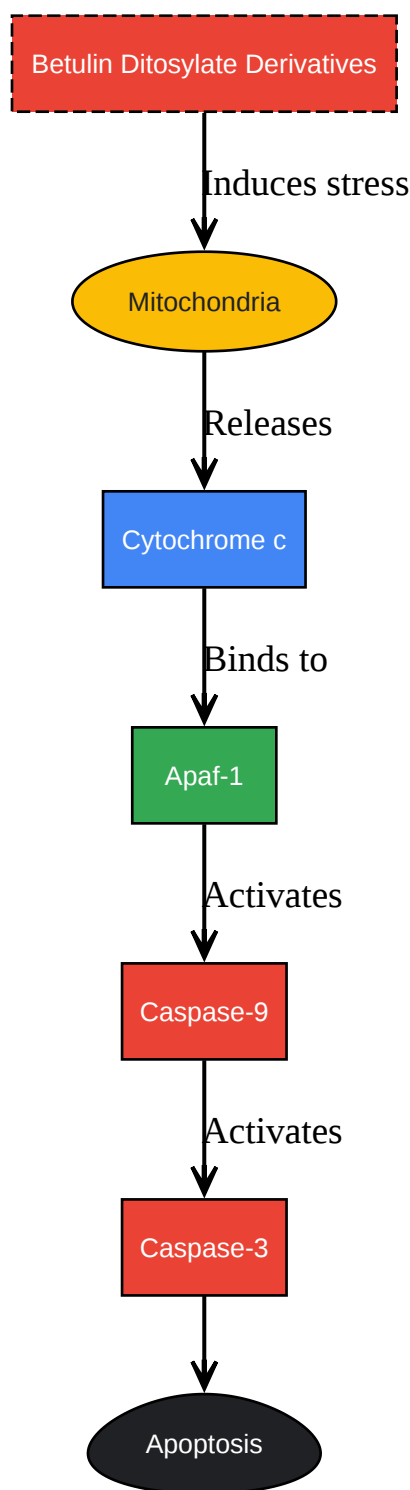 Betulin Ditosylate Derivatives
Induces stress
Mitochondria
Releases
Cytochrome c
Binds to
Apaf-1
Activates
Caspase-9
Activates
Caspase-3
Apoptosis